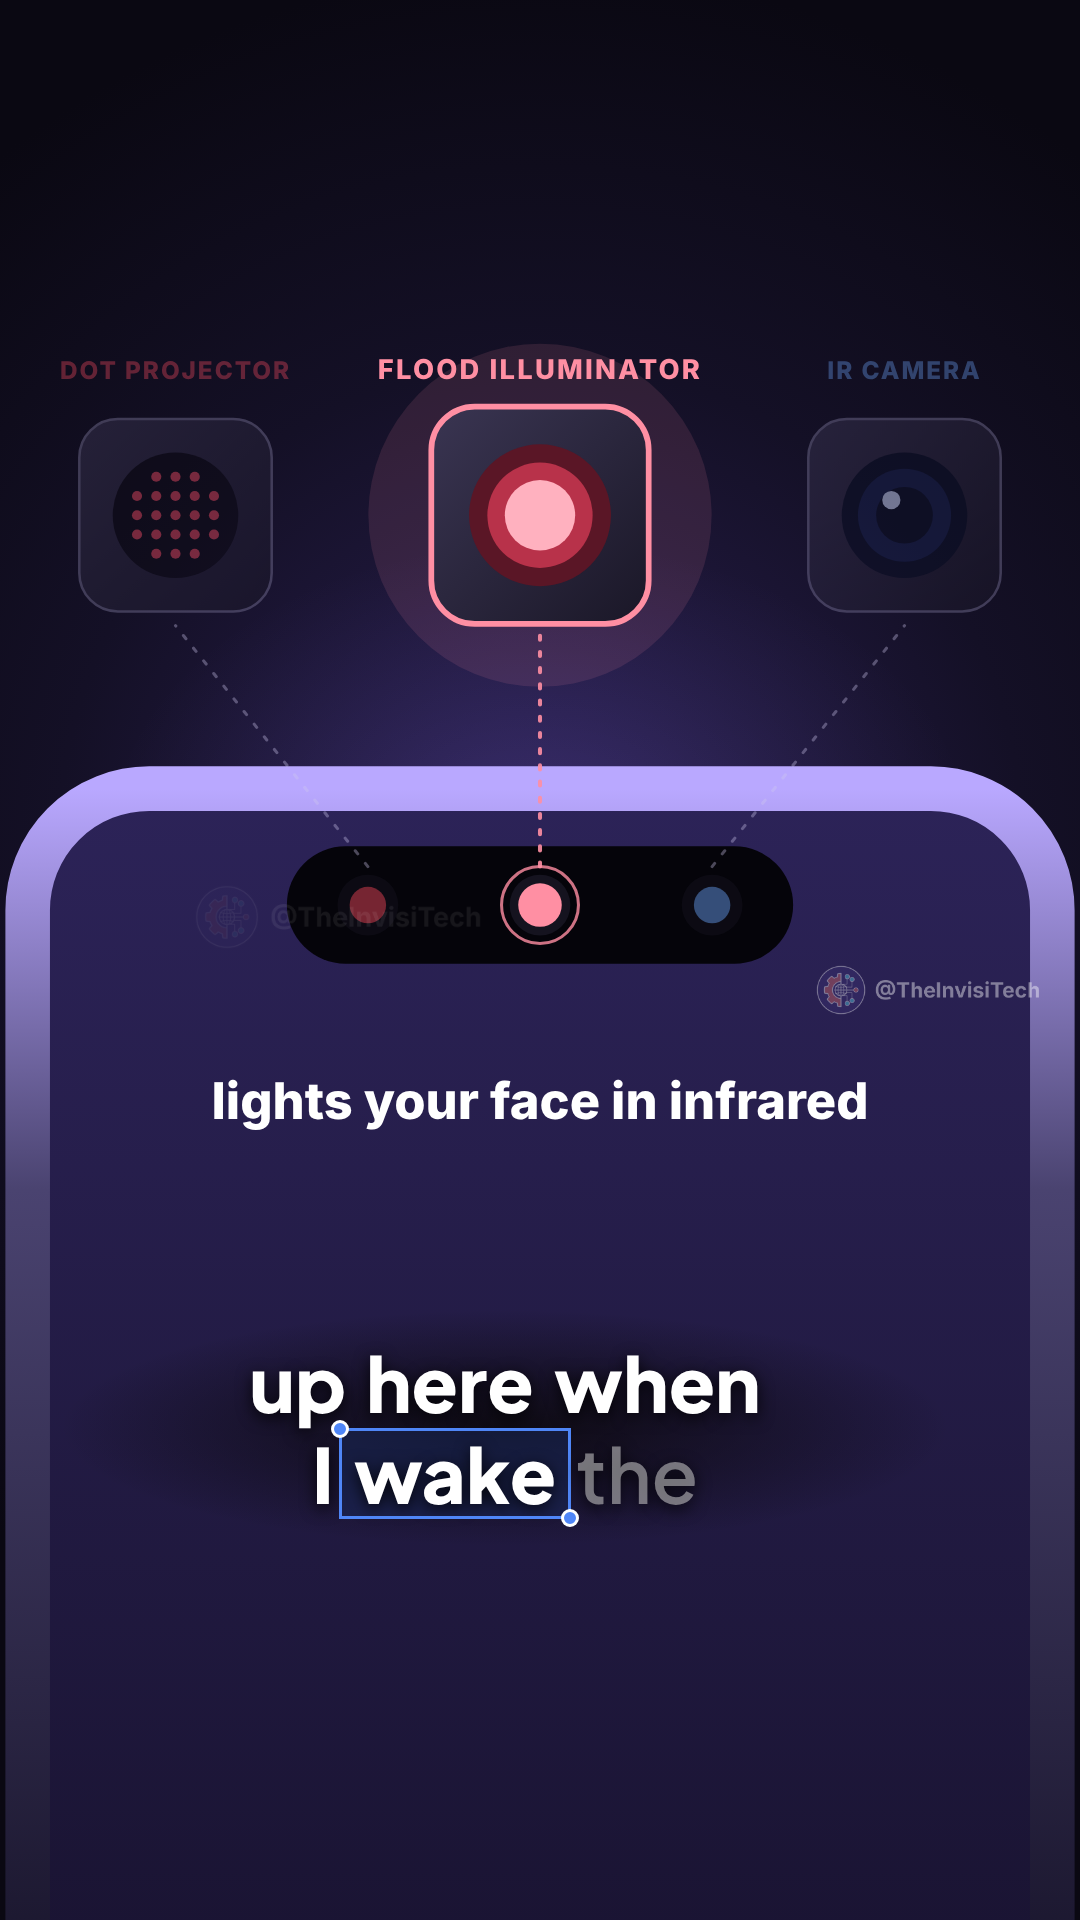 DOT PROJECTOR
FLOOD ILLUMINATOR
IR CAMERA
@TheInvisiTech
@TheInvisiTech
lights your face in infrared
up here when
I wake the